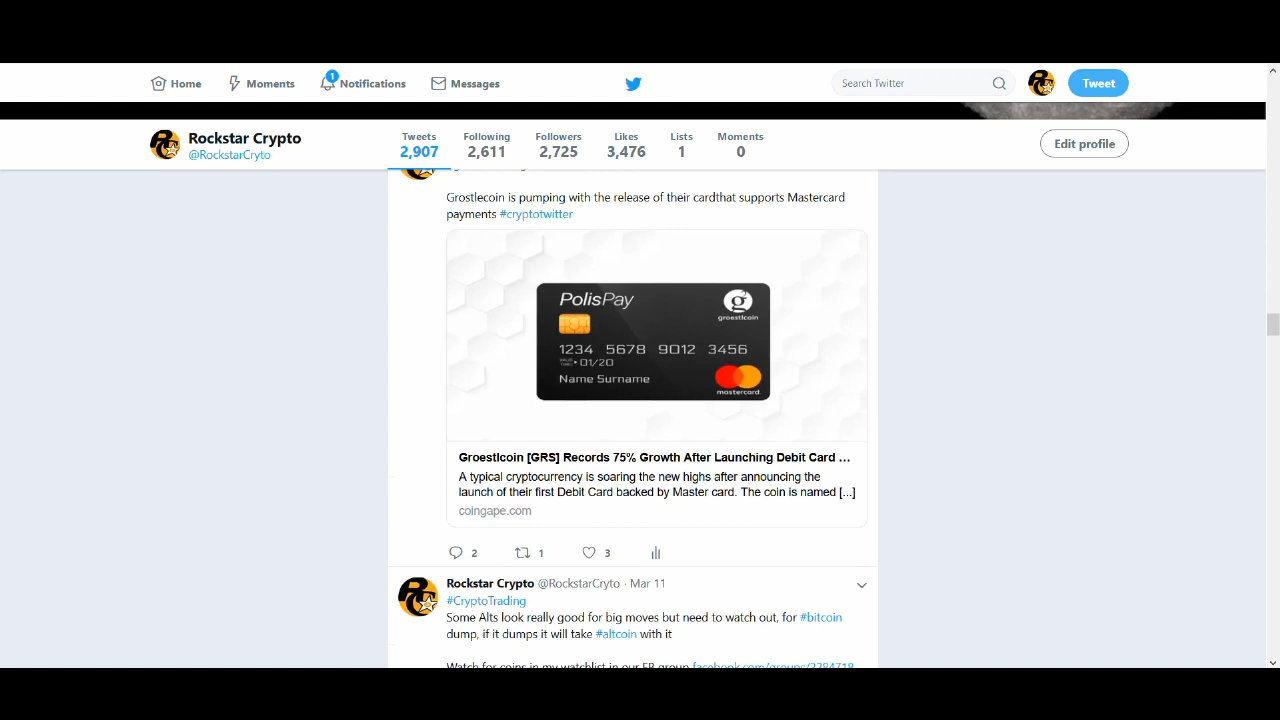 Home
Moments
1
Notifications
Messages
Search Twitter
Tweet
Rockstar Crypto
@RockstarCryto
Tweets
2,907
Following
2,611
Followers
2,725
Likes
3,476
Lists
1
Moments
0
Edit profile
Grostlecoin is pumping with the release of their cardthat supports Mastercard
payments #cryptotwitter
PolisPay
groestlcoin
1234 5678 9012 3456
VALID
THRU 01/20
Name Surname
mastercard
Groestlcoin [GRS] Records 75% Growth After Launching Debit Card ...
A typical cryptocurrency is soaring the new highs after announcing the
launch of their first Debit Card backed by Master card. The coin is named [...]
coingape.com
2
1
3
Rockstar Crypto @RockstarCryto · Mar 11
#CryptoTrading
Some Alts look really good for big moves but need to watch out, for #bitcoin
dump, if it dumps it will take #altcoin with it
Watch for coins in my watchlist in our FB group facebook.com/groups/2284718